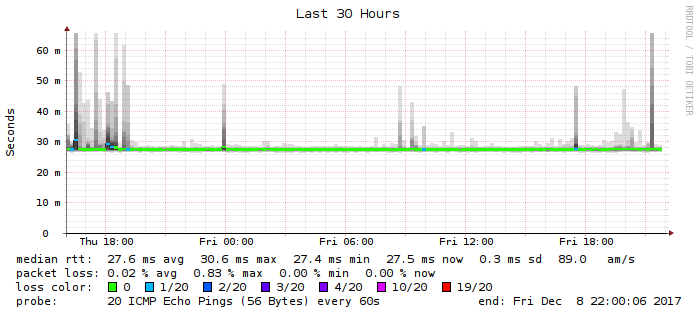 Last 30 Hours
RRDTOOL / TOBI OETIKER
Seconds
60 m
50 m
40 m
30 m
20 m
10 m
0
Thu 18:00 Fri 00:00 Fri 06:00 Fri 12:00 Fri 18:00
median rtt: 27.6 ms avg 30.6 ms max 27.4 ms min 27.5 ms now 0.3 ms sd 89.0 am/s
packet loss: 0.02 % avg 0.83 % max 0.00 % min 0.00 % now
loss color: 0 1/20 2/20 3/20 4/20 10/20 19/20
probe: 20 ICMP Echo Pings (56 Bytes) every 60s end: Fri Dec 8 22:00:06 2017